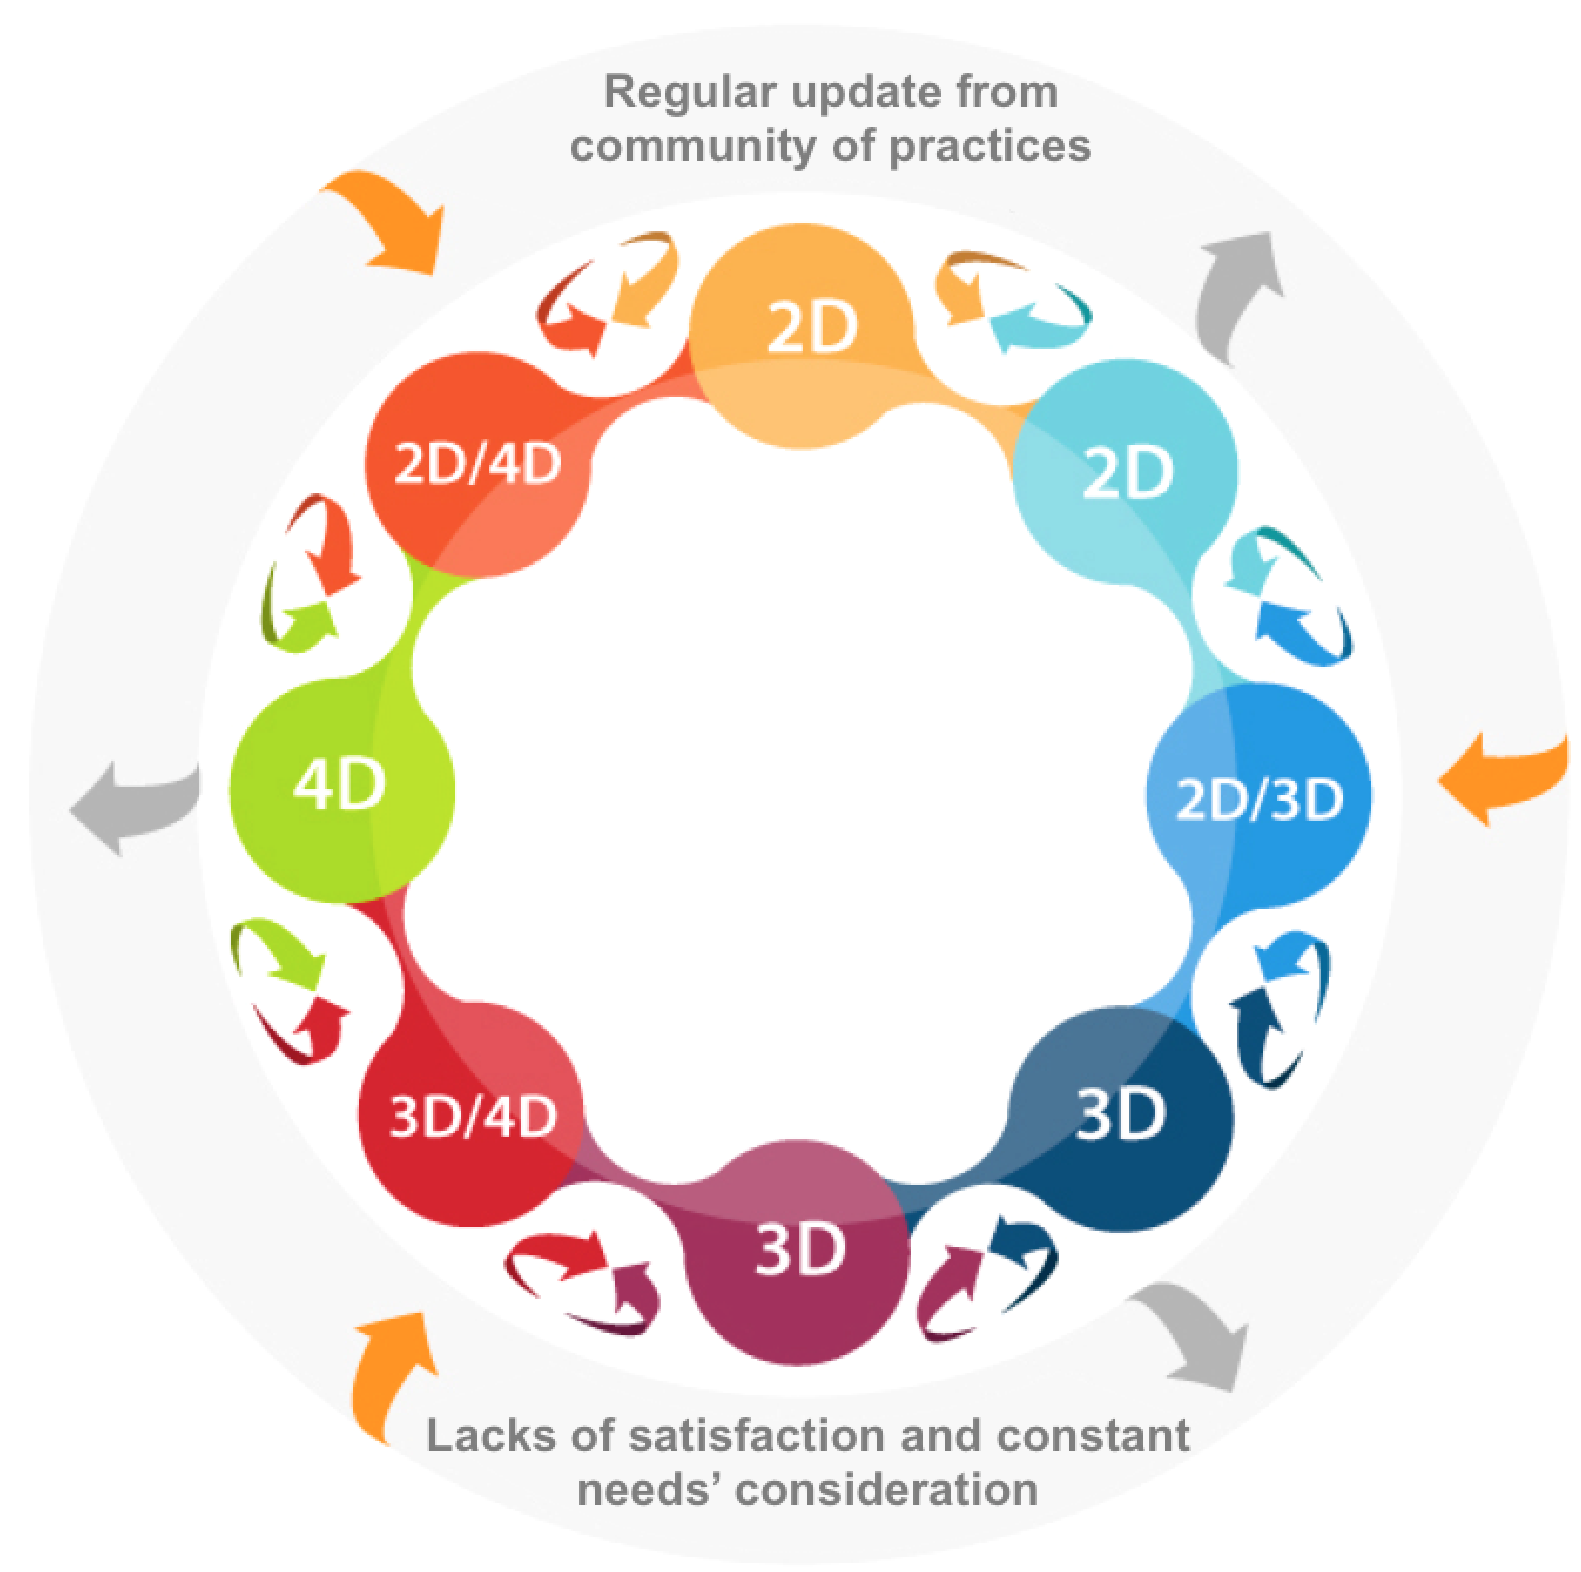 Regular update from
community of practices
2D
2D
2D/3D
3D
3D
3D/4D
4D
2D/4D
Lacks of satisfaction and constant
needs’ consideration